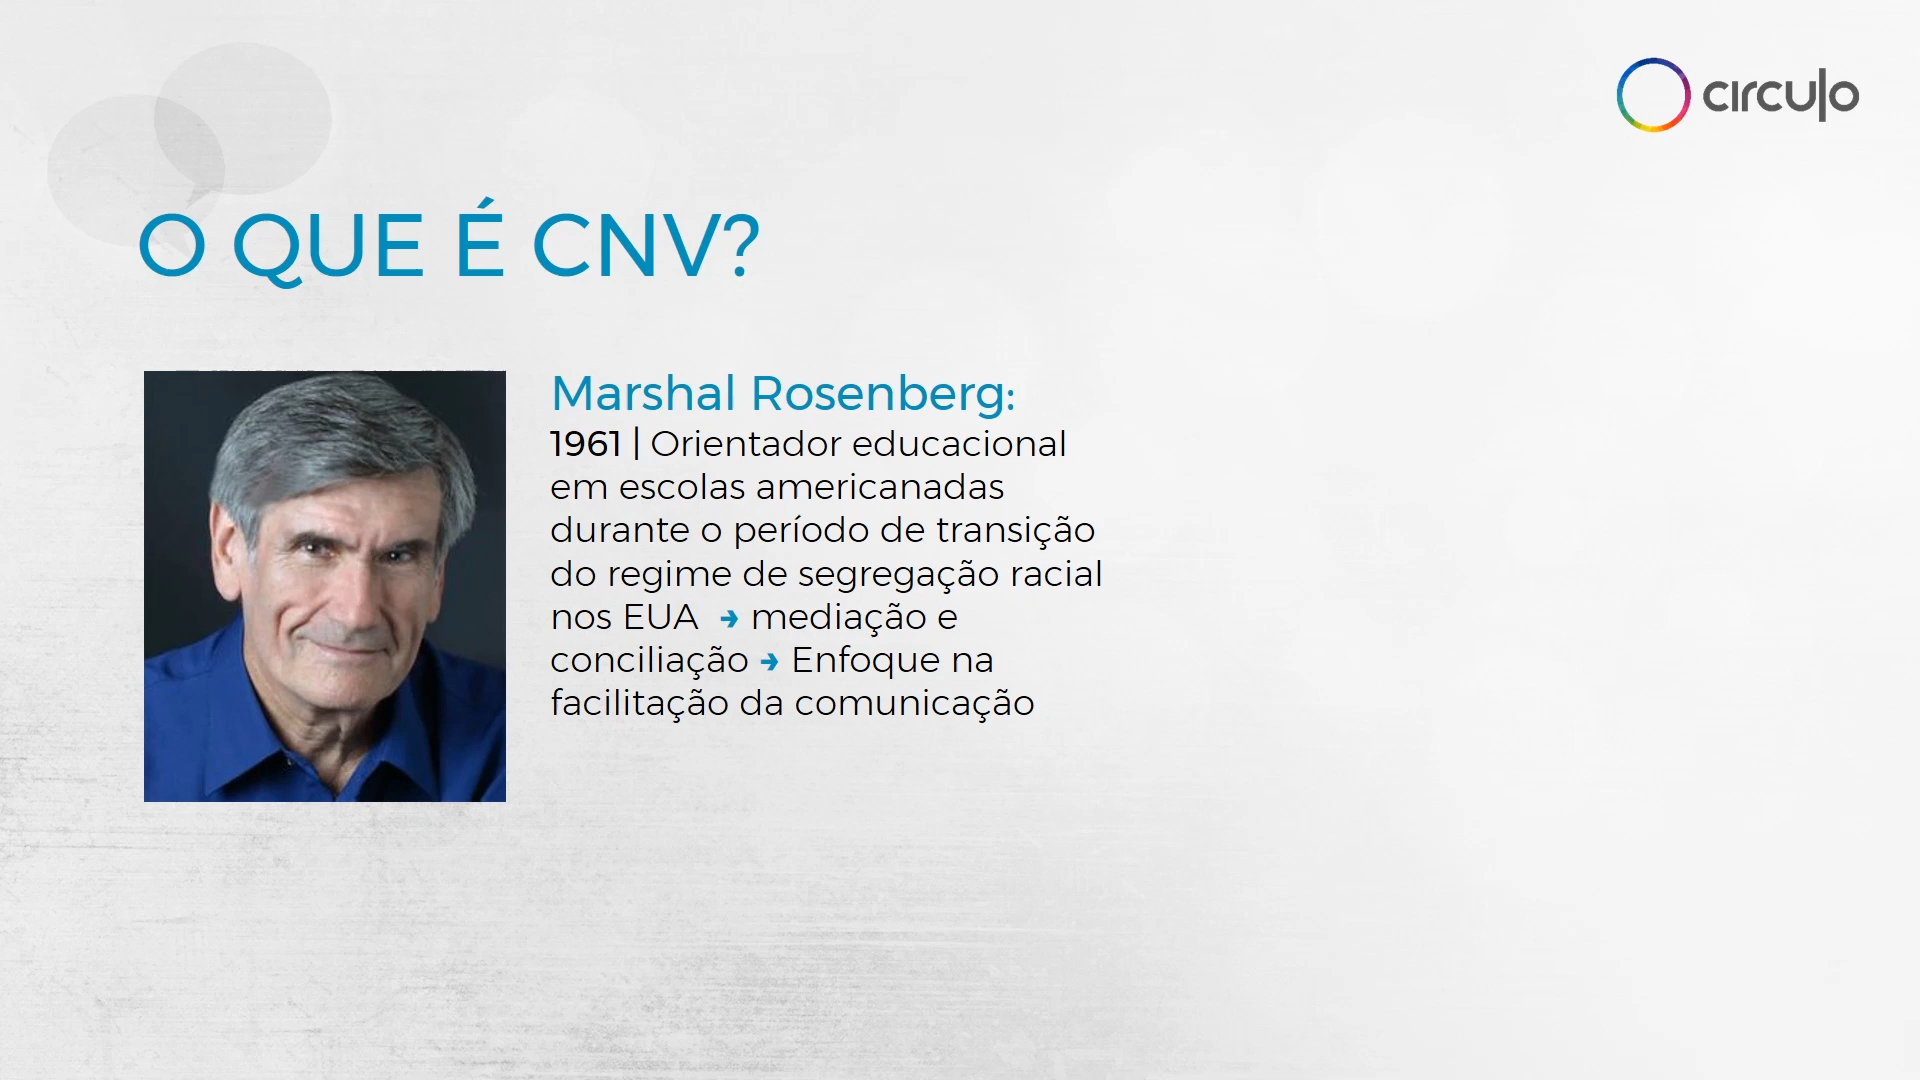 circulo
O QUE É CNV?
Marshal Rosenberg:
1961 | Orientador educacional
em escolas americanadas
durante o período de transição
do regime de segregação racial
nos EUA → mediação e
conciliação → Enfoque na
facilitação da comunicação